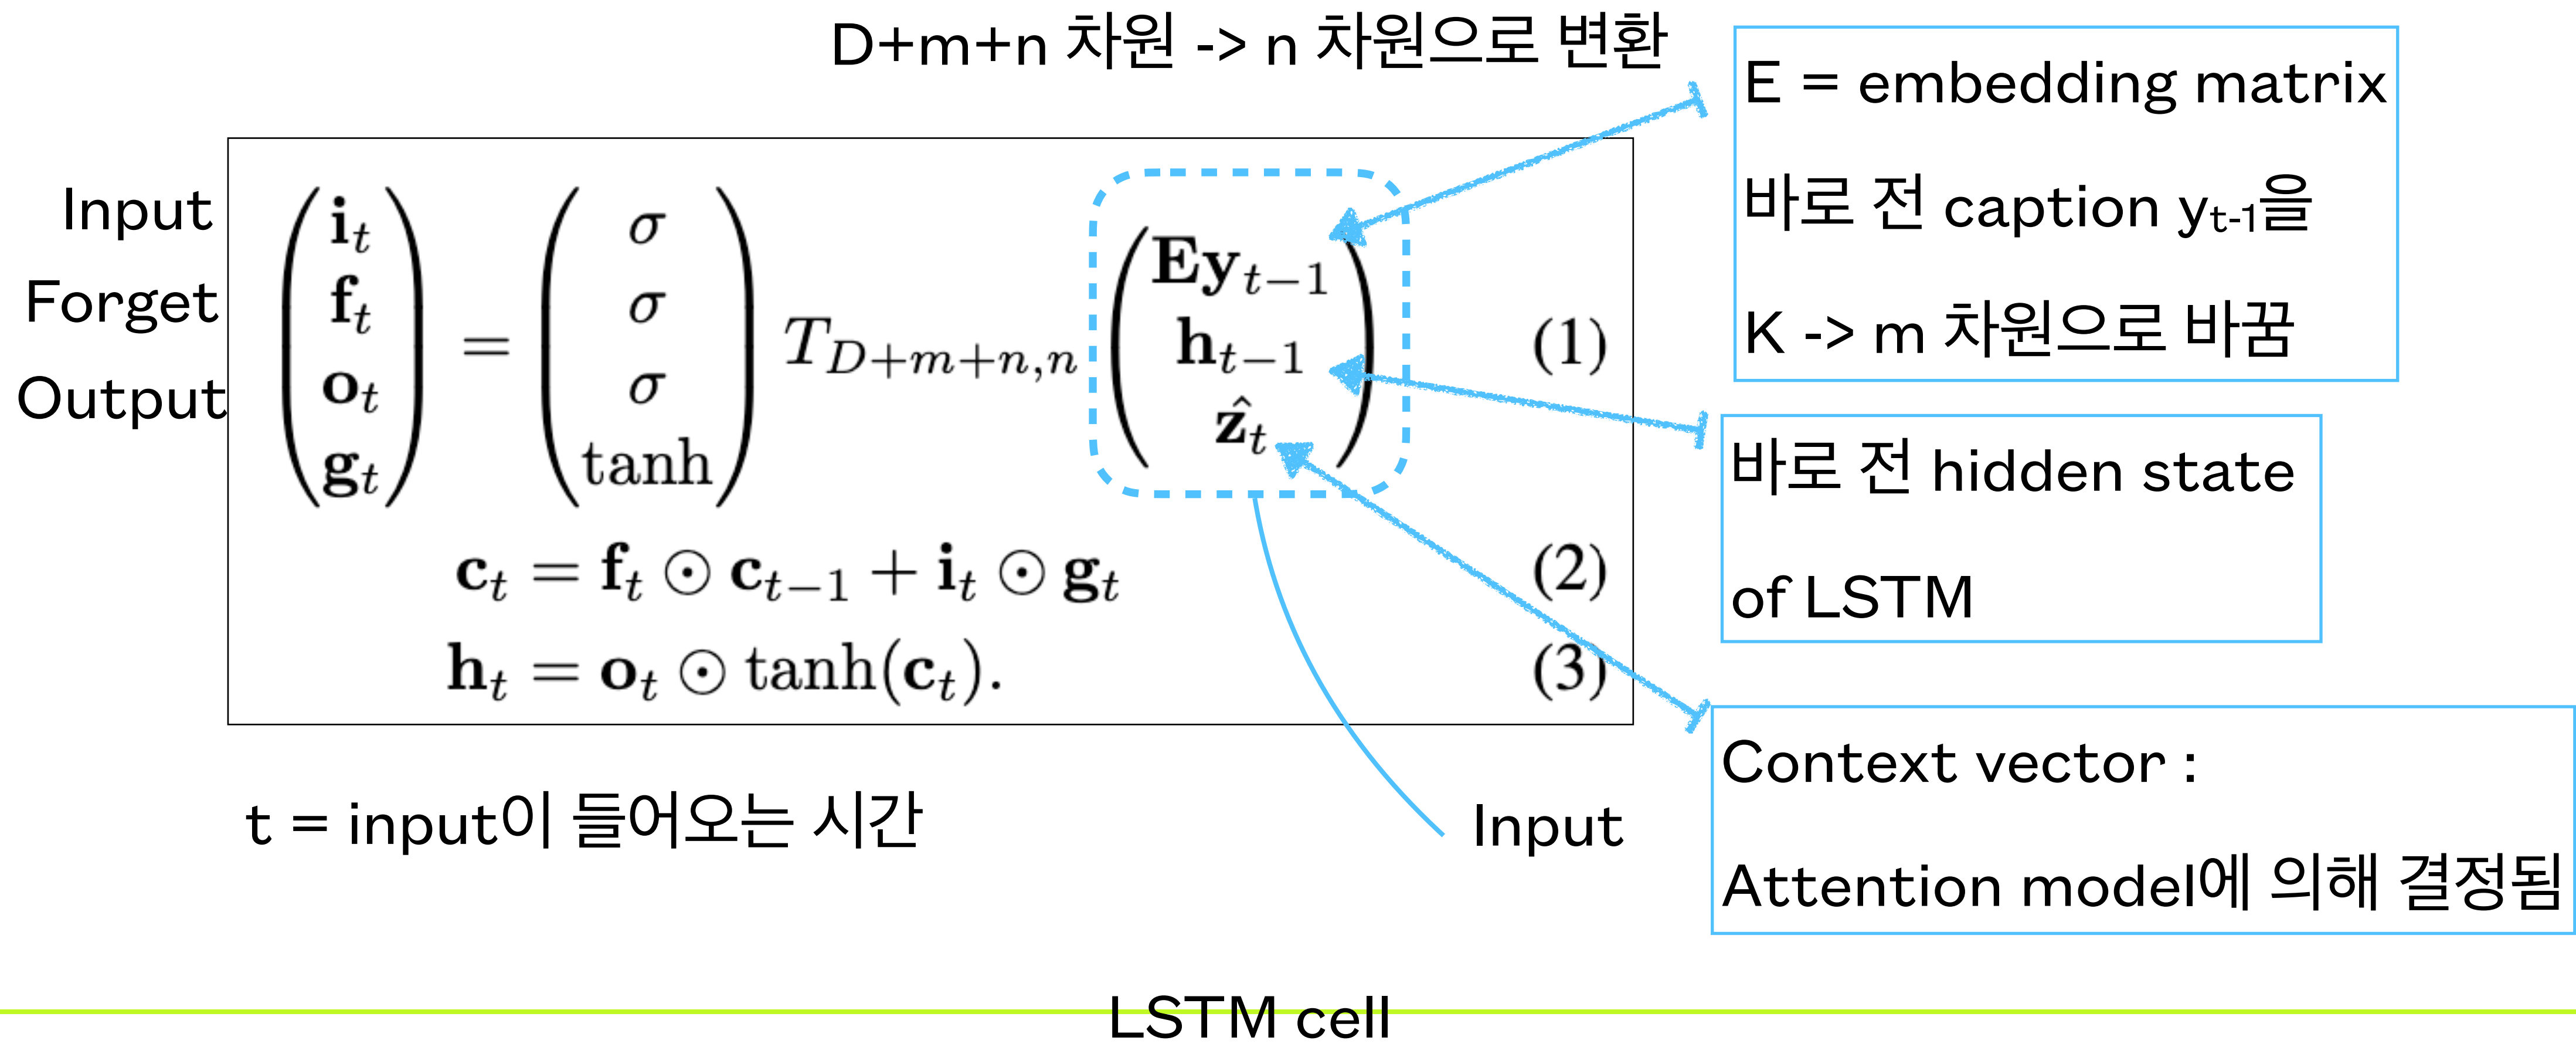 D+m+n 차원 -> n 차원으로 변환
E = embedding matrix
바로 전 caption yₜ₋₁을
K -> m 차원으로 바꿈
Input
Forget
Output
(iₜ fₜ oₜ gₜ) = (σ σ σ tanh) T_{D+m+n,n} (Eyₜ₋₁ hₜ₋₁ ẑₜ) (1)
cₜ = fₜ ⊙ cₜ₋₁ + iₜ ⊙ gₜ (2)
hₜ = oₜ ⊙ tanh(cₜ). (3)
바로 전 hidden state
of LSTM
Context vector :
Attention model에 의해 결정됨
t = input이 들어오는 시간
Input
LSTM cell